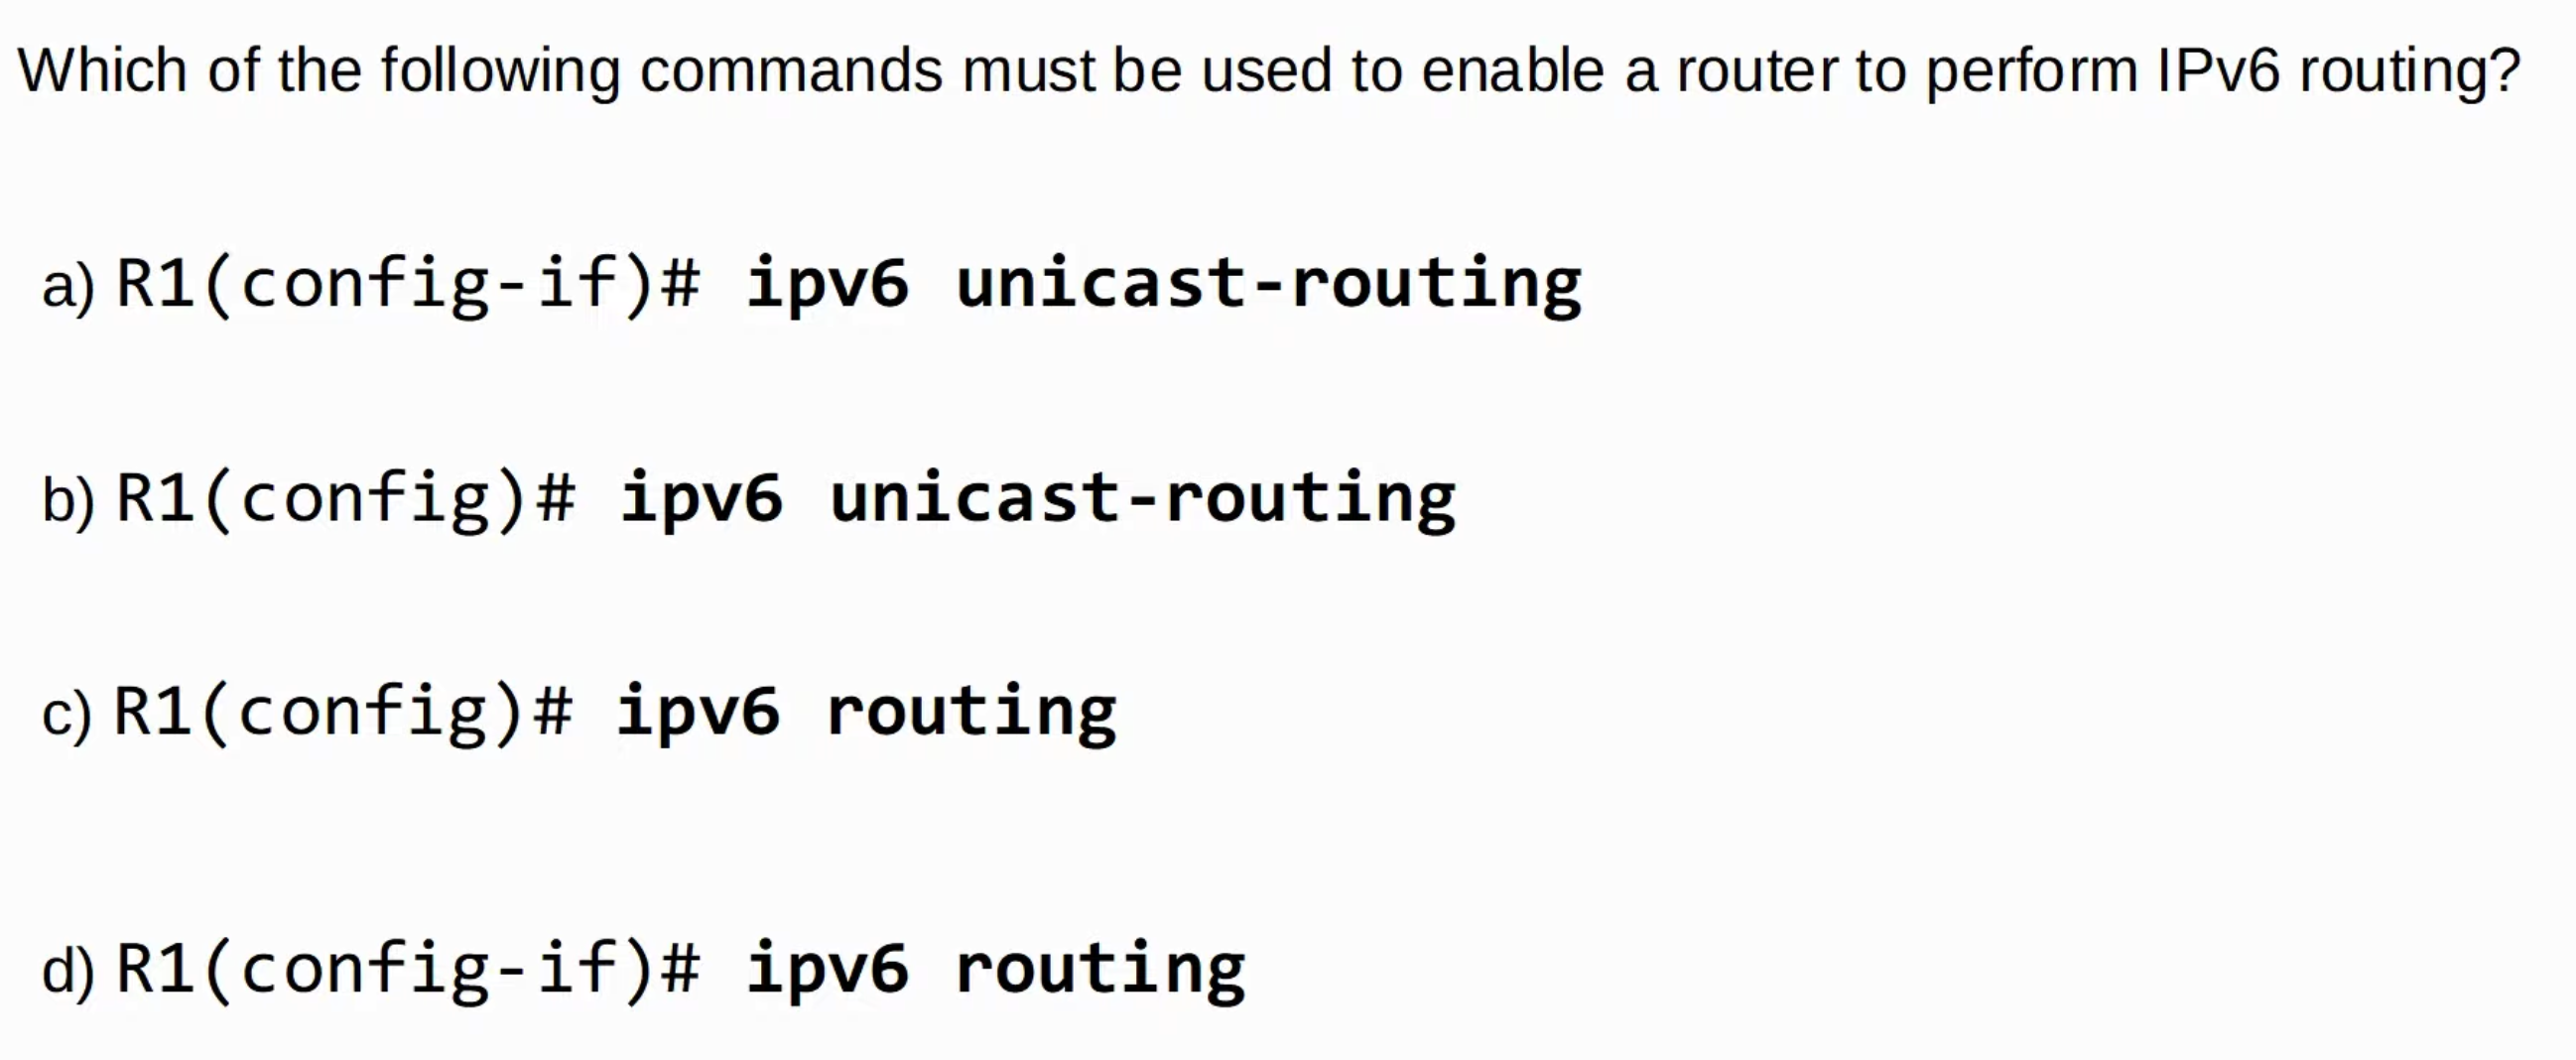 Which of the following commands must be used to enable a router to perform IPv6 routing?
a) R1(config-if)# ipv6 unicast-routing
b) R1(config)# ipv6 unicast-routing
c) R1(config)# ipv6 routing
d) R1(config-if)# ipv6 routing